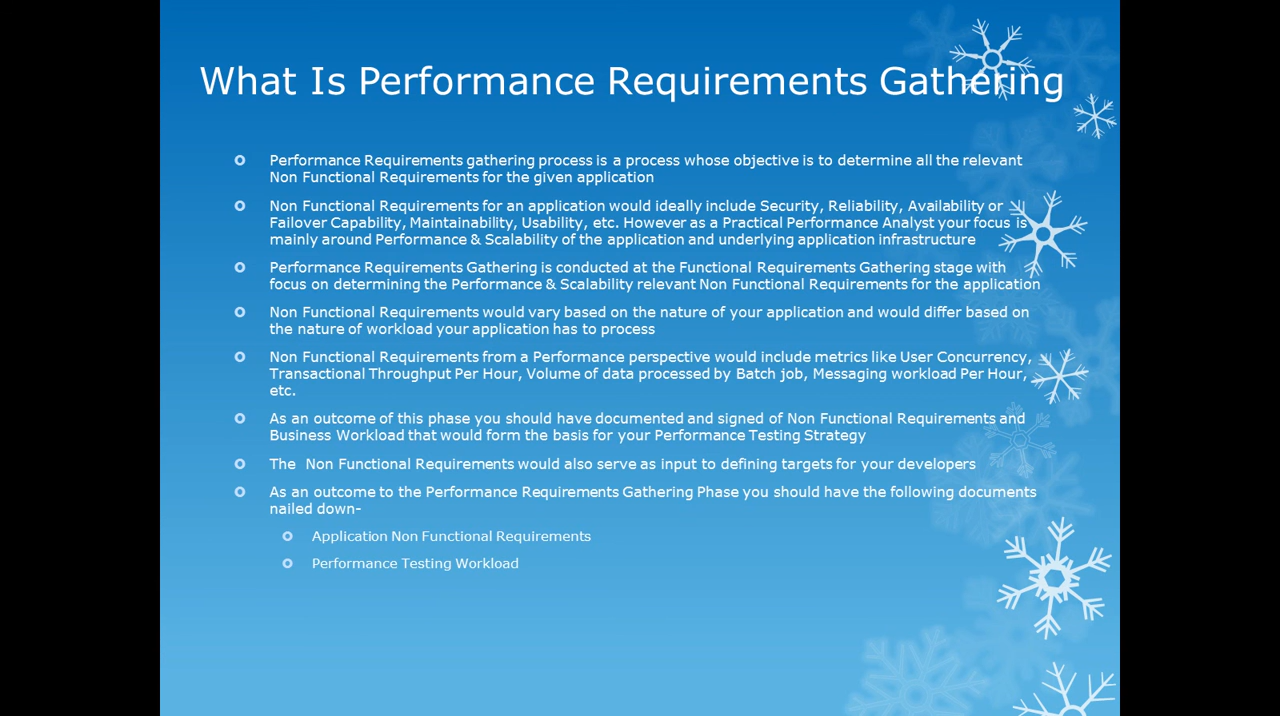 What Is Performance Requirements Gathering
Performance Requirements gathering process is a process whose objective is to determine all the relevant
Non Functional Requirements for the given application
Non Functional Requirements for an application would ideally include Security, Reliability, Availability or
Failover Capability, Maintainability, Usability, etc. However as a Practical Performance Analyst your focus is
mainly around Performance & Scalability of the application and underlying application infrastructure
Performance Requirements Gathering is conducted at the Functional Requirements Gathering stage with
focus on determining the Performance & Scalability relevant Non Functional Requirements for the application
Non Functional Requirements would vary based on the nature of your application and would differ based on
the nature of workload your application has to process
Non Functional Requirements from a Performance perspective would include metrics like User Concurrency,
Transactional Throughput Per Hour, Volume of data processed by Batch job, Messaging workload Per Hour,
etc.
As an outcome of this phase you should have documented and signed of Non Functional Requirements and
Business Workload that would form the basis for your Performance Testing Strategy
The  Non Functional Requirements would also serve as input to defining targets for your developers
As an outcome to the Performance Requirements Gathering Phase you should have the following documents
nailed down-
Application Non Functional Requirements
Performance Testing Workload